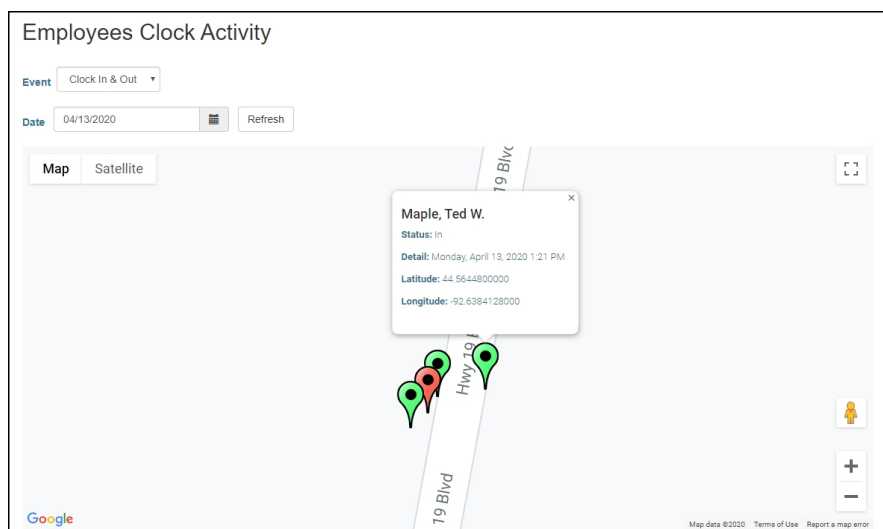 Employees Clock Activity
Event Clock In & Out
Date 04/13/2020 Refresh
Map Satellite
19 Blvd
×
Maple, Ted W.
Status: In
Detail: Monday, April 13, 2020 1:21 PM
Latitude: 44.5644800000
Longitude: -92.6384128000
Hwy 19 B
19 Blvd
+
−
Google
Map data ©2020 Terms of Use Report a map error